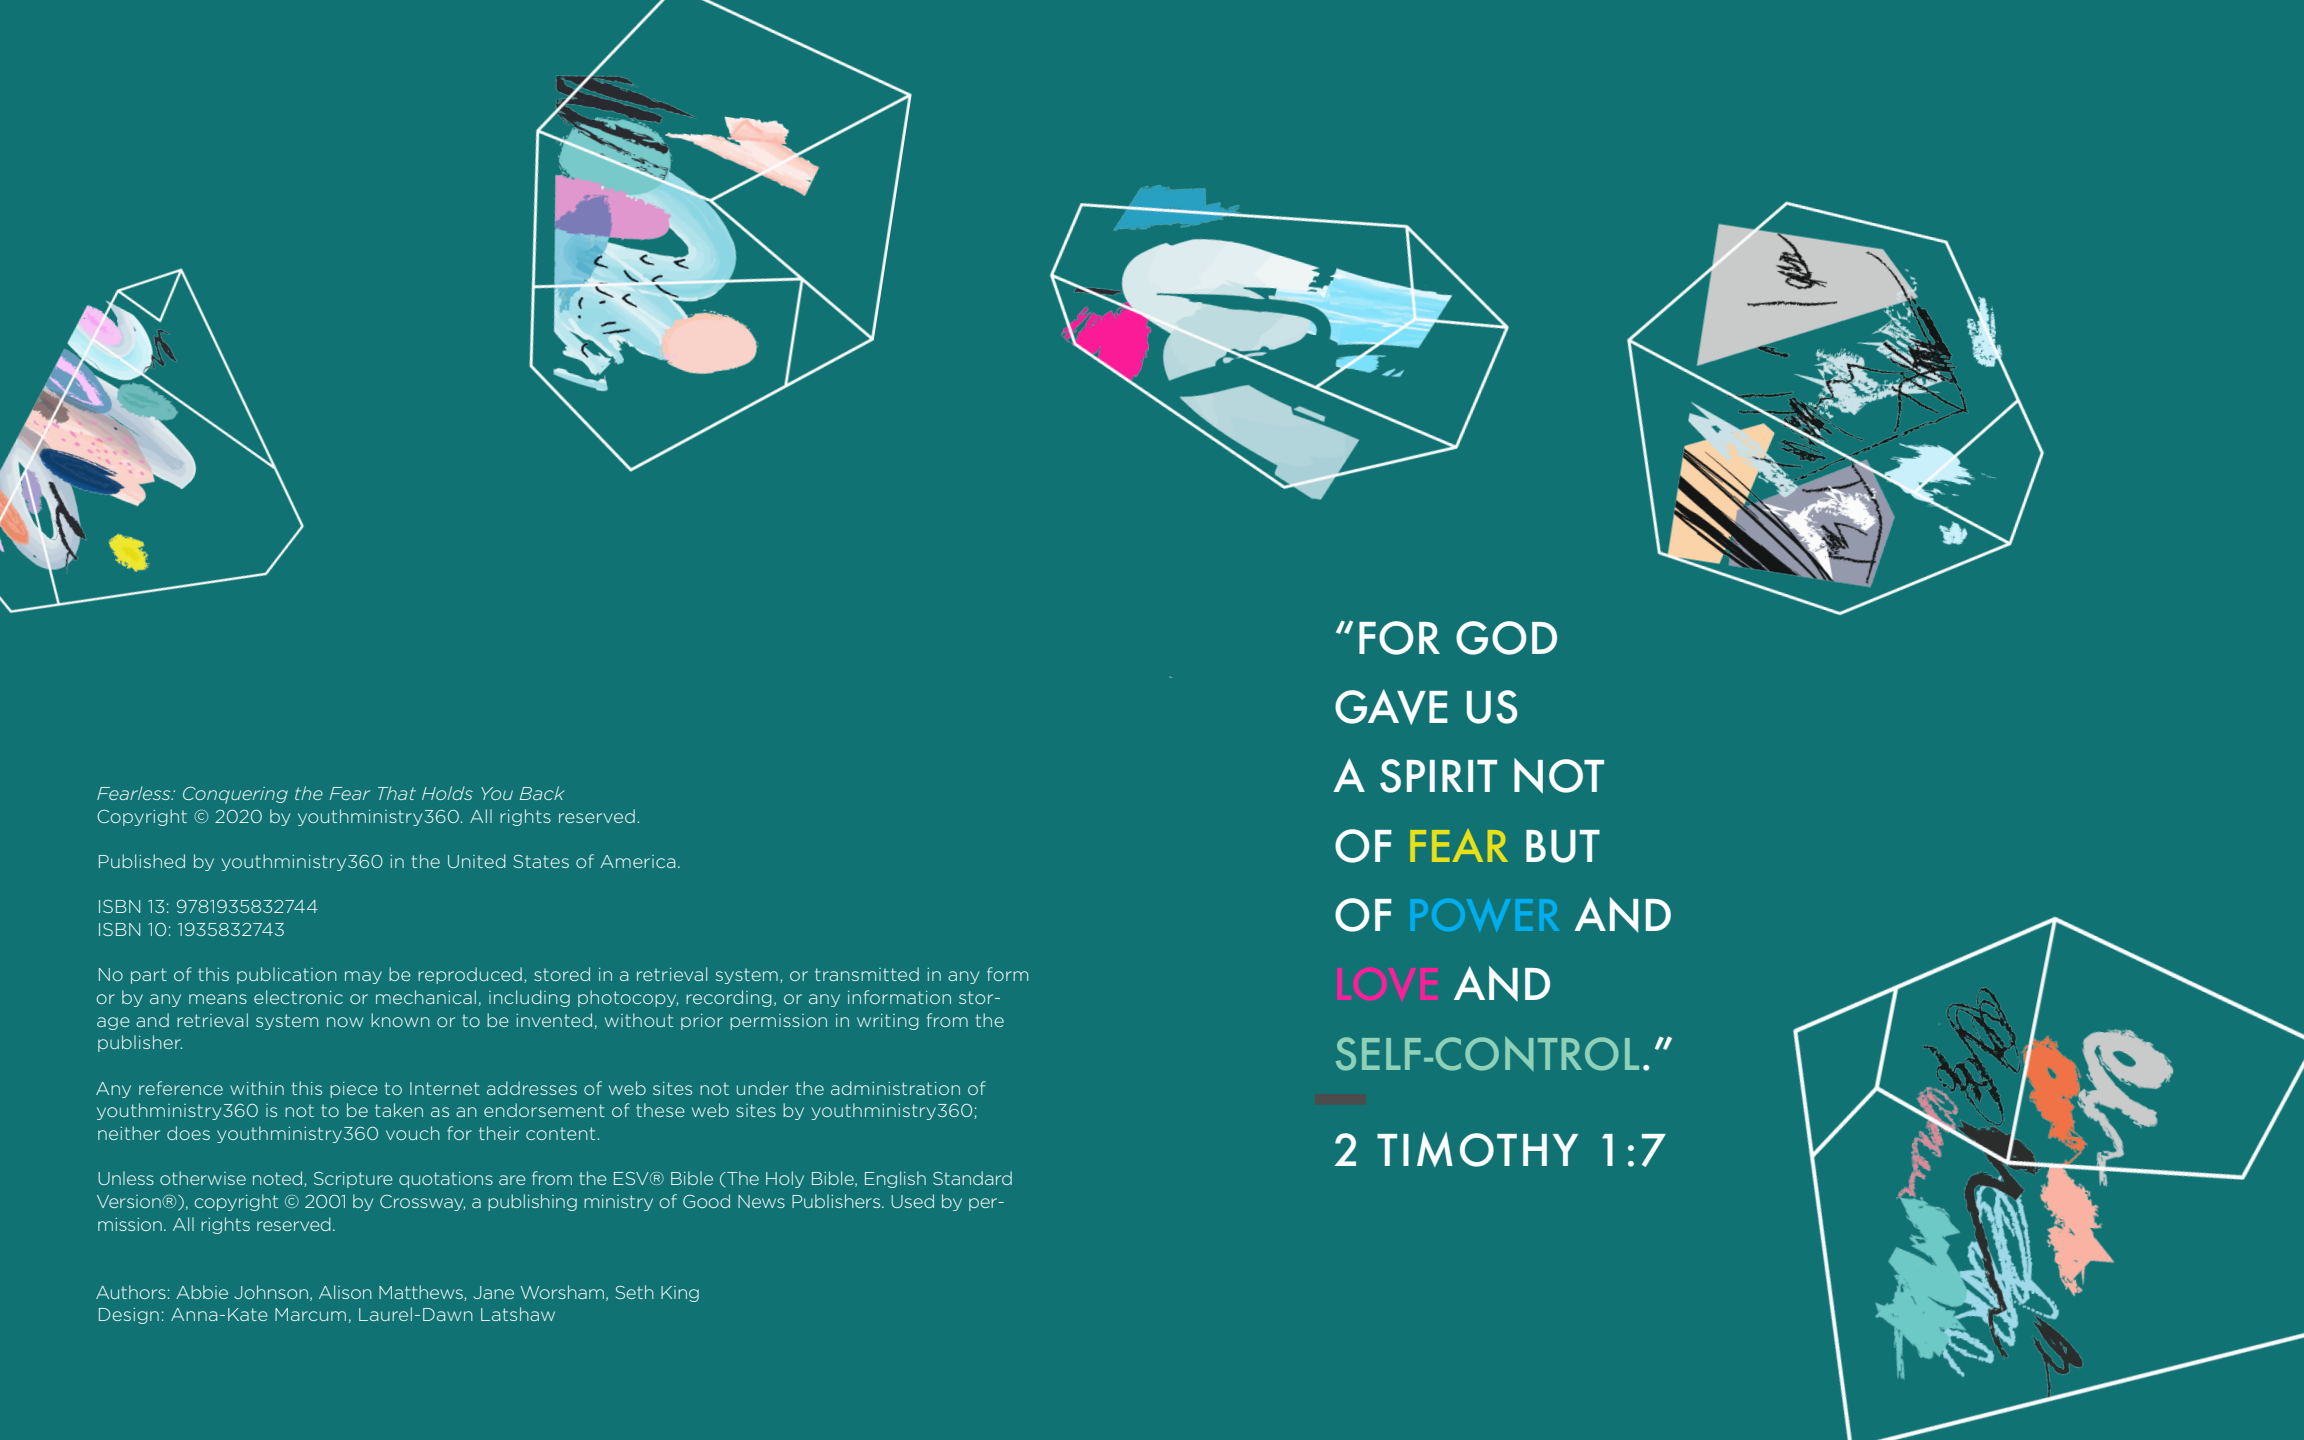 Fearless: Conquering the Fear That Holds You Back
Copyright © 2020 by youthministry360. All rights reserved.
Published by youthministry360 in the United States of America.
ISBN 13: 9781935832744
ISBN 10: 1935832743
No part of this publication may be reproduced, stored in a retrieval system, or transmitted in any form
or by any means electronic or mechanical, including photocopy, recording, or any information stor-
age and retrieval system now known or to be invented, without prior permission in writing from the
publisher.
Any reference within this piece to Internet addresses of web sites not under the administration of
youthministry360 is not to be taken as an endorsement of these web sites by youthministry360;
neither does youthministry360 vouch for their content.
Unless otherwise noted, Scripture quotations are from the ESV® Bible (The Holy Bible, English Standard
Version®), copyright © 2001 by Crossway, a publishing ministry of Good News Publishers. Used by per-
mission. All rights reserved.
Authors: Abbie Johnson, Alison Matthews, Jane Worsham, Seth King
Design: Anna-Kate Marcum, Laurel-Dawn Latshaw
“FOR GOD
GAVE US
A SPIRIT NOT
OF FEAR BUT
OF POWER AND
LOVE AND
SELF-CONTROL.”
2 TIMOTHY 1:7